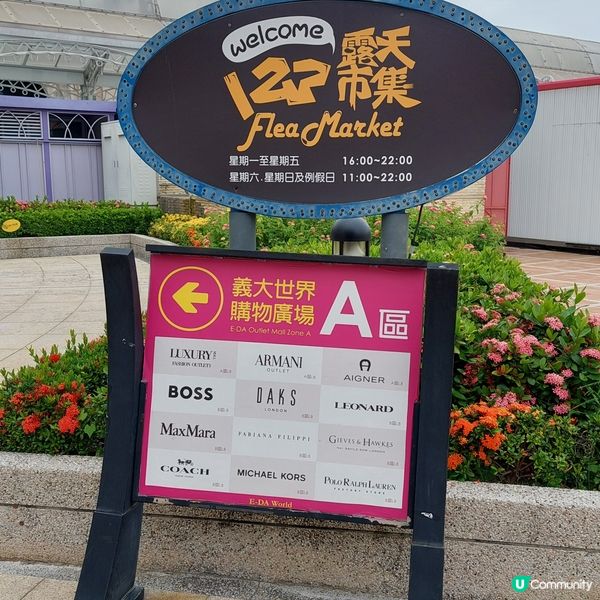 welcome
123 露天市集
Flea Market
星期一至星期五 16:00~22:00
星期六、星期日及例假日 11:00~22:00
義大世界
購物廣場 A區
E-DA Outlet Mall Zone A
LUXURY
FASHION OUTLETS
ARMANI
OUTLET
AIGNER
BOSS
DAKS
LONDON
LEONARD
MaxMara
FABIANA FILIPPI
GIEVES & HAWKES
COACH
MICHAEL KORS
POLO RALPH LAUREN
FACTORY STORE
E-DA World
U Community